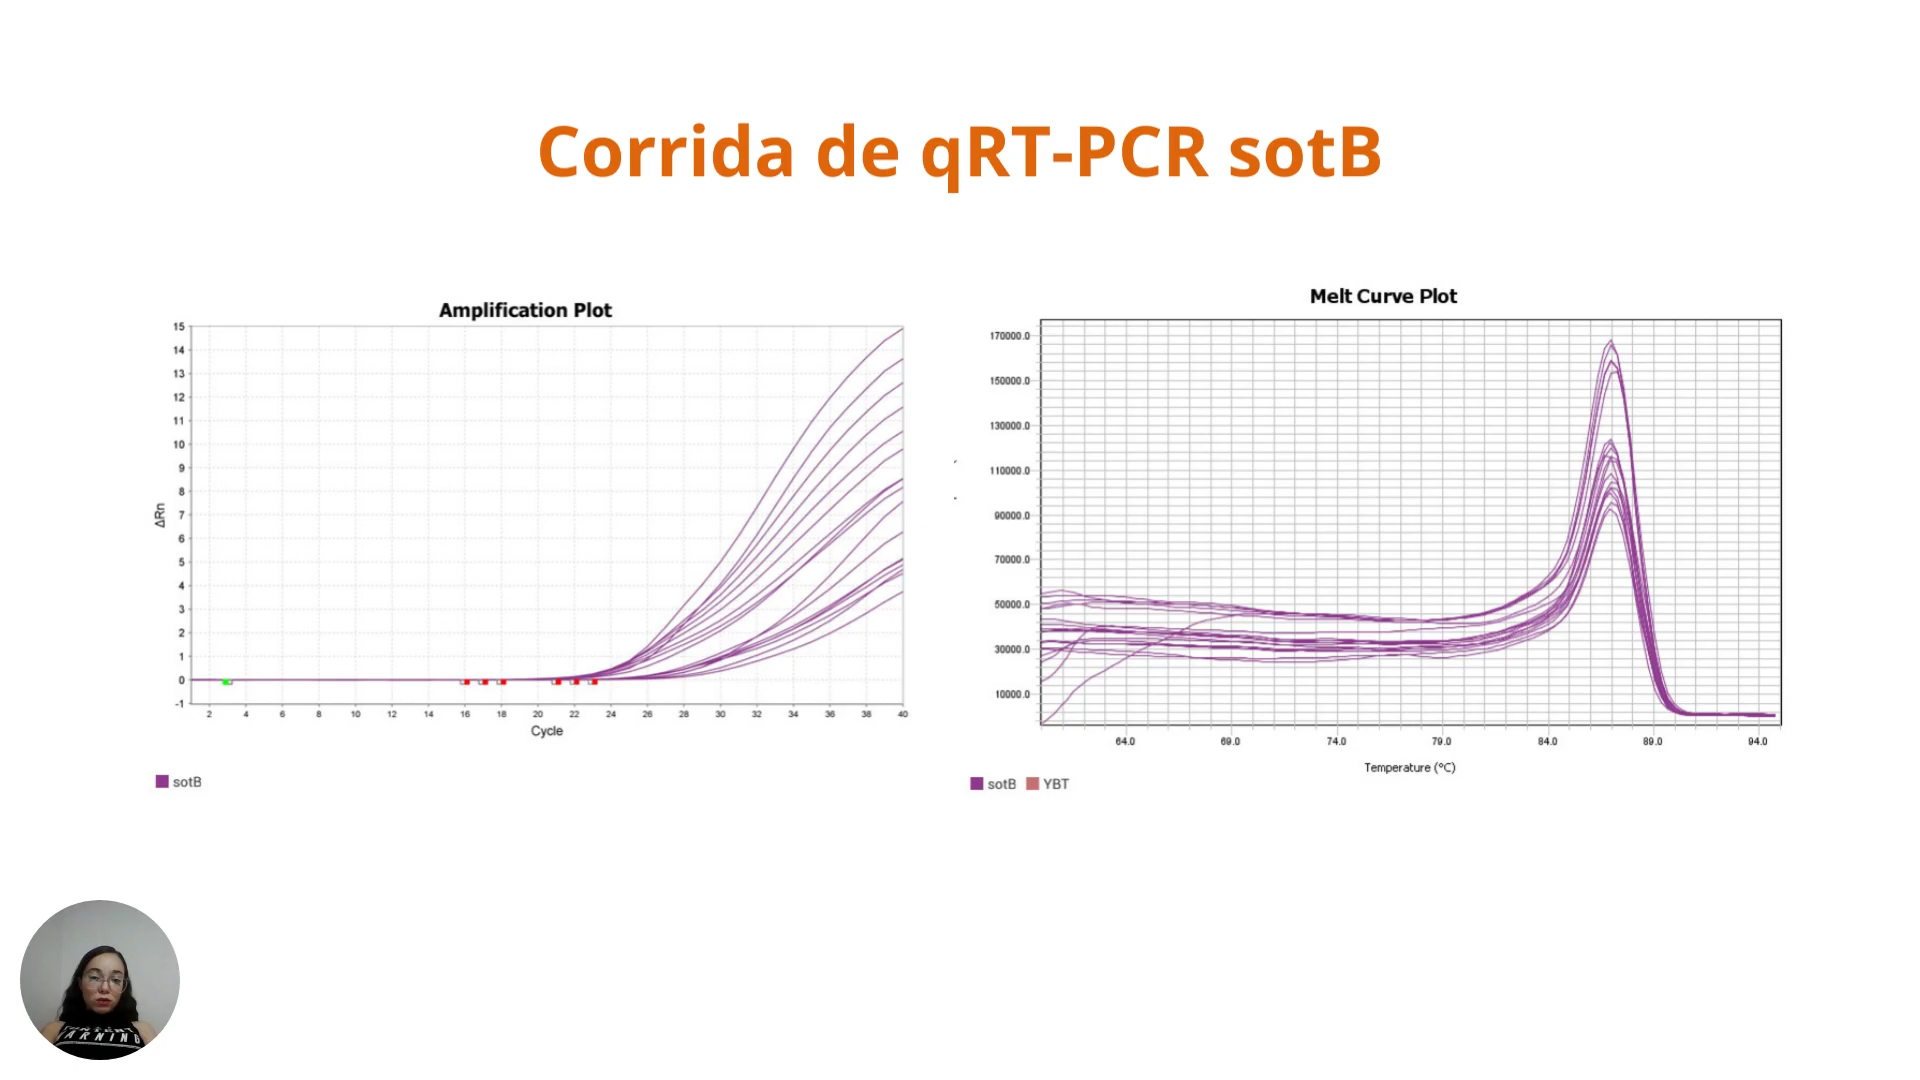 Corrida de qRT-PCR sotB
Amplification Plot
15
14
13
12
11
10
9
8
7
6
5
4
3
2
1
0
-1
ΔRn
2 4 6 8 10 12 14 16 18 20 22 24 26 28 30 32 34 36 38 40
Cycle
sotB
Melt Curve Plot
170000.0
150000.0
130000.0
110000.0
90000.0
70000.0
50000.0
30000.0
10000.0
64.0 69.0 74.0 79.0 84.0 89.0 94.0
Temperature (°C)
sotB YBT